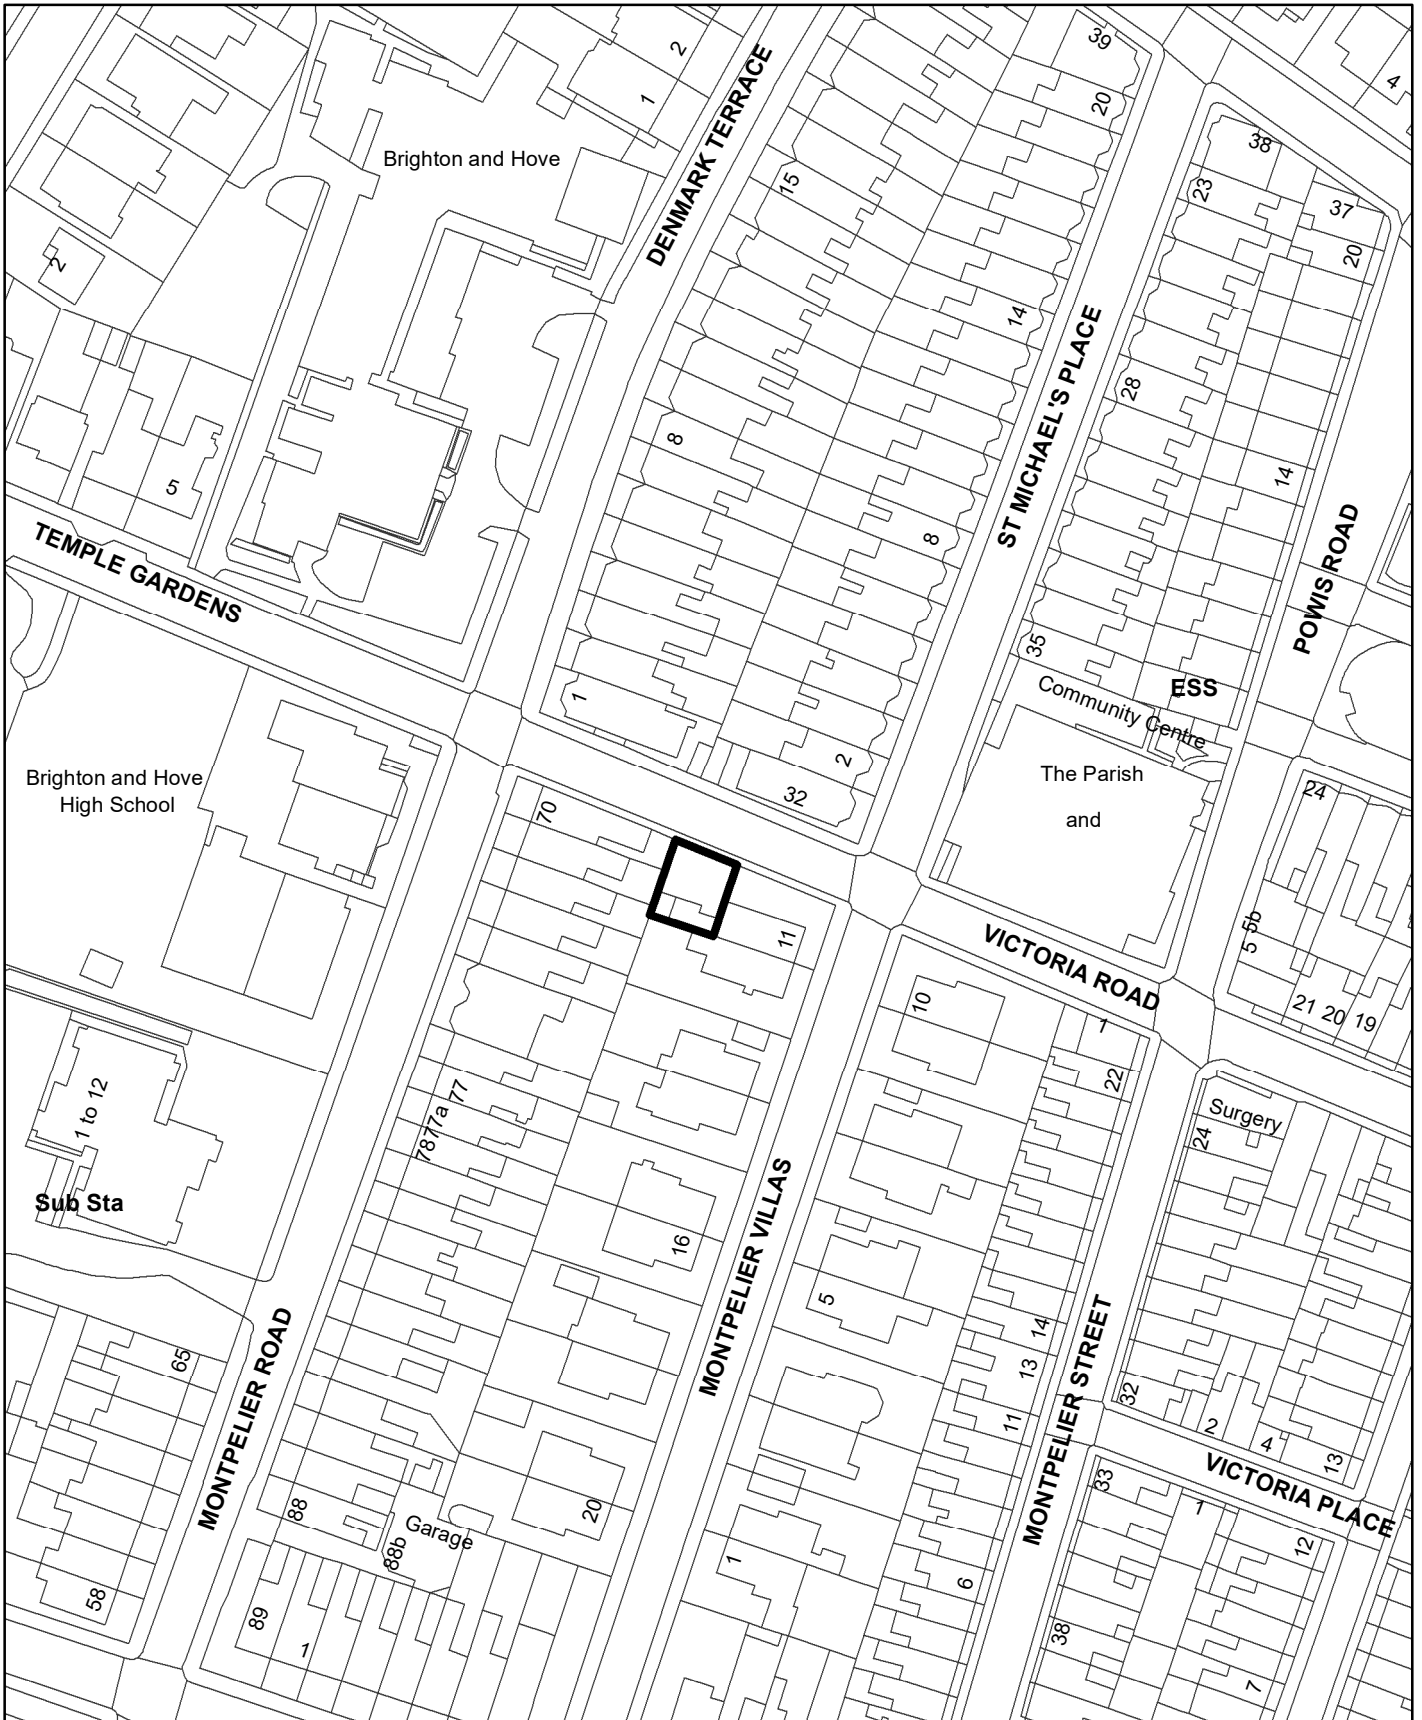 39
2
4
1
20
Brighton and Hove
38
DENMARK TERRACE
15
23
37
20
2
14
ST MICHAEL'S PLACE
28
8
14
5
8
POWIS ROAD
TEMPLE GARDENS
35
ESS
1
Community Centre
2
Brighton and Hove
High School
The Parish
and
32
24
70
11
5 5b
VICTORIA ROAD
10
21
20
19
1
22
77
77a
78
1 to 12
Surgery
24
Sub Sta
16
MONTPELIER VILLAS
5
14
13
MONTPELIER STREET
65
MONTPELIER ROAD
32
11
2
4
13
VICTORIA PLACE
33
1
88
20
Garage
88b
12
1
6
58
89
1
38
7